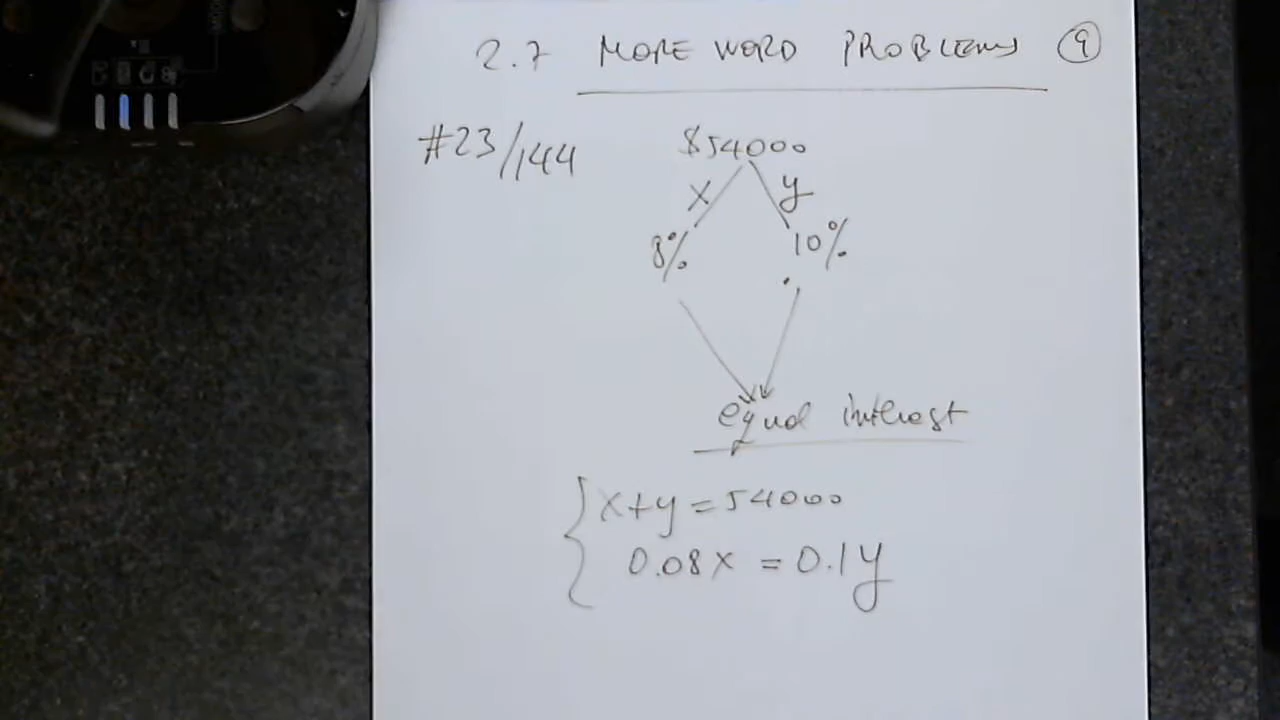 2.7 MORE WORD PROBLEMS 9
#23/144
$54000
x y
8% 10%
equal interest
x+y=54000
0.08x = 0.1y